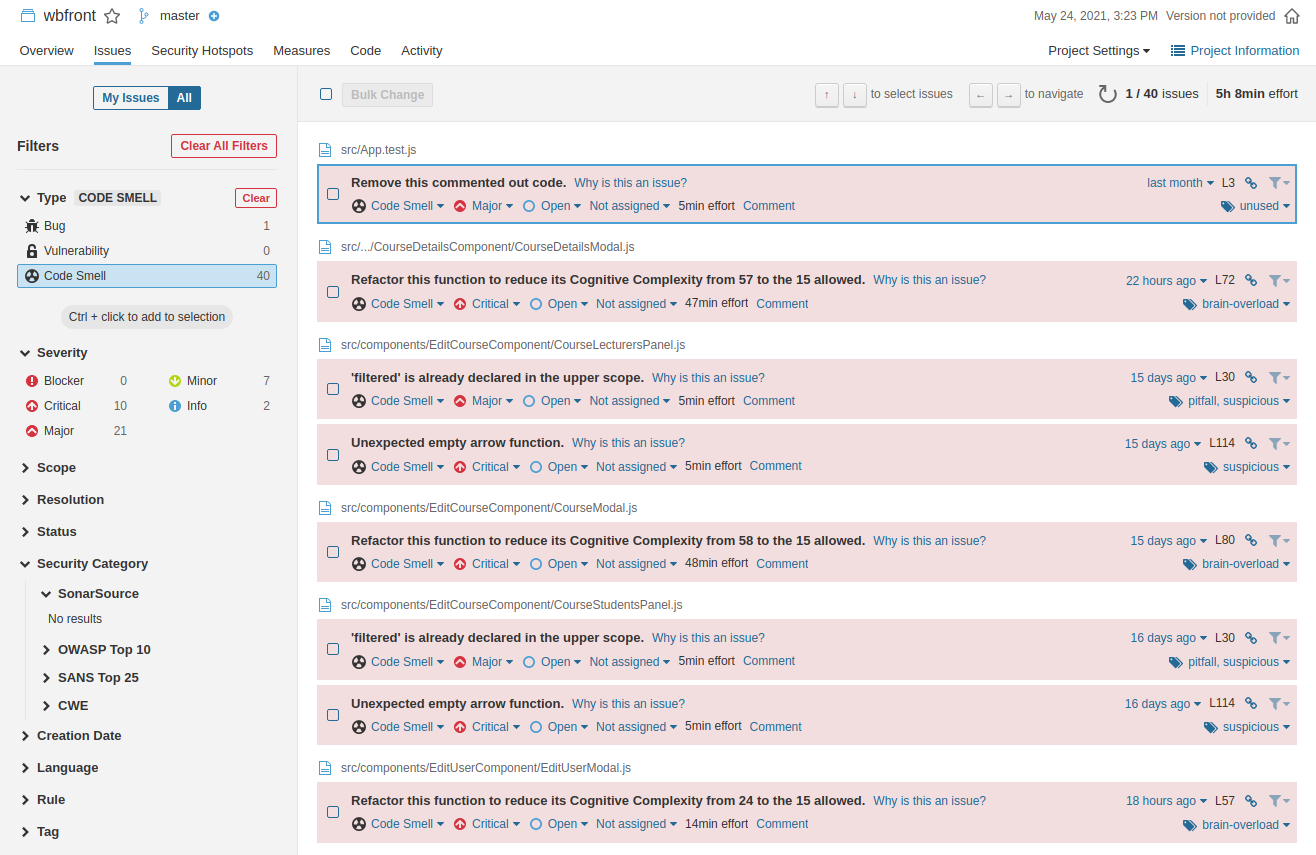 wbfront master
May 24, 2021, 3:23 PM Version not provided
Overview Issues Security Hotspots Measures Code Activity
Project Settings Project Information
My Issues All
Filters Clear All Filters
Type CODE SMELL Clear
Bug 1
Vulnerability 0
Code Smell 40
Ctrl + click to add to selection
Severity
Blocker 0 Minor 7
Critical 10 Info 2
Major 21
Scope
Resolution
Status
Security Category
SonarSource
No results
OWASP Top 10
SANS Top 25
CWE
Creation Date
Language
Rule
Tag
Bulk Change ↑ ↓ to select issues ← → to navigate 1 / 40 issues 5h 8min effort
src/App.test.js
Remove this commented out code. Why is this an issue? last month L3
Code Smell Major Open Not assigned 5min effort Comment unused
src/.../CourseDetailsComponent/CourseDetailsModal.js
Refactor this function to reduce its Cognitive Complexity from 57 to the 15 allowed. Why is this an issue? 22 hours ago L72
Code Smell Critical Open Not assigned 47min effort Comment brain-overload
src/components/EditCourseComponent/CourseLecturersPanel.js
'filtered' is already declared in the upper scope. Why is this an issue? 15 days ago L30
Code Smell Major Open Not assigned 5min effort Comment pitfall, suspicious
Unexpected empty arrow function. Why is this an issue? 15 days ago L114
Code Smell Critical Open Not assigned 5min effort Comment suspicious
src/components/EditCourseComponent/CourseModal.js
Refactor this function to reduce its Cognitive Complexity from 58 to the 15 allowed. Why is this an issue? 15 days ago L80
Code Smell Critical Open Not assigned 48min effort Comment brain-overload
src/components/EditCourseComponent/CourseStudentsPanel.js
'filtered' is already declared in the upper scope. Why is this an issue? 16 days ago L30
Code Smell Major Open Not assigned 5min effort Comment pitfall, suspicious
Unexpected empty arrow function. Why is this an issue? 16 days ago L114
Code Smell Critical Open Not assigned 5min effort Comment suspicious
src/components/EditUserComponent/EditUserModal.js
Refactor this function to reduce its Cognitive Complexity from 24 to the 15 allowed. Why is this an issue? 18 hours ago L57
Code Smell Critical Open Not assigned 14min effort Comment brain-overload